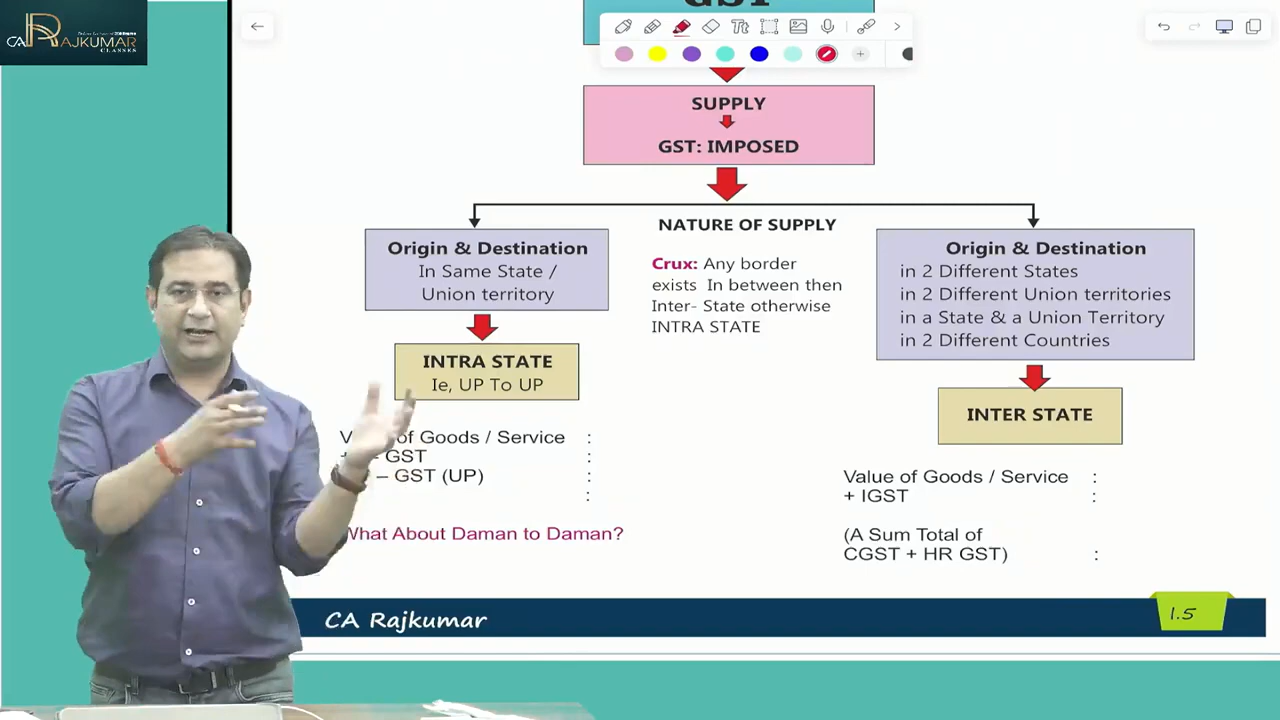 CA RAJKUMAR
CLASSES
GST
Tt
SUPPLY
GST: IMPOSED
NATURE OF SUPPLY
Origin & Destination
In Same State /
Union territory
Crux: Any border
exists In between then
Inter- State otherwise
INTRA STATE
Origin & Destination
in 2 Different States
in 2 Different Union territories
in a State & a Union Territory
in 2 Different Countries
INTRA STATE
Ie, UP To UP
INTER STATE
of Goods / Service :
GST :
– GST (UP) :
:
What About Daman to Daman?
Value of Goods / Service :
+ IGST :
(A Sum Total of
CGST + HR GST) :
CA Rajkumar
1.5